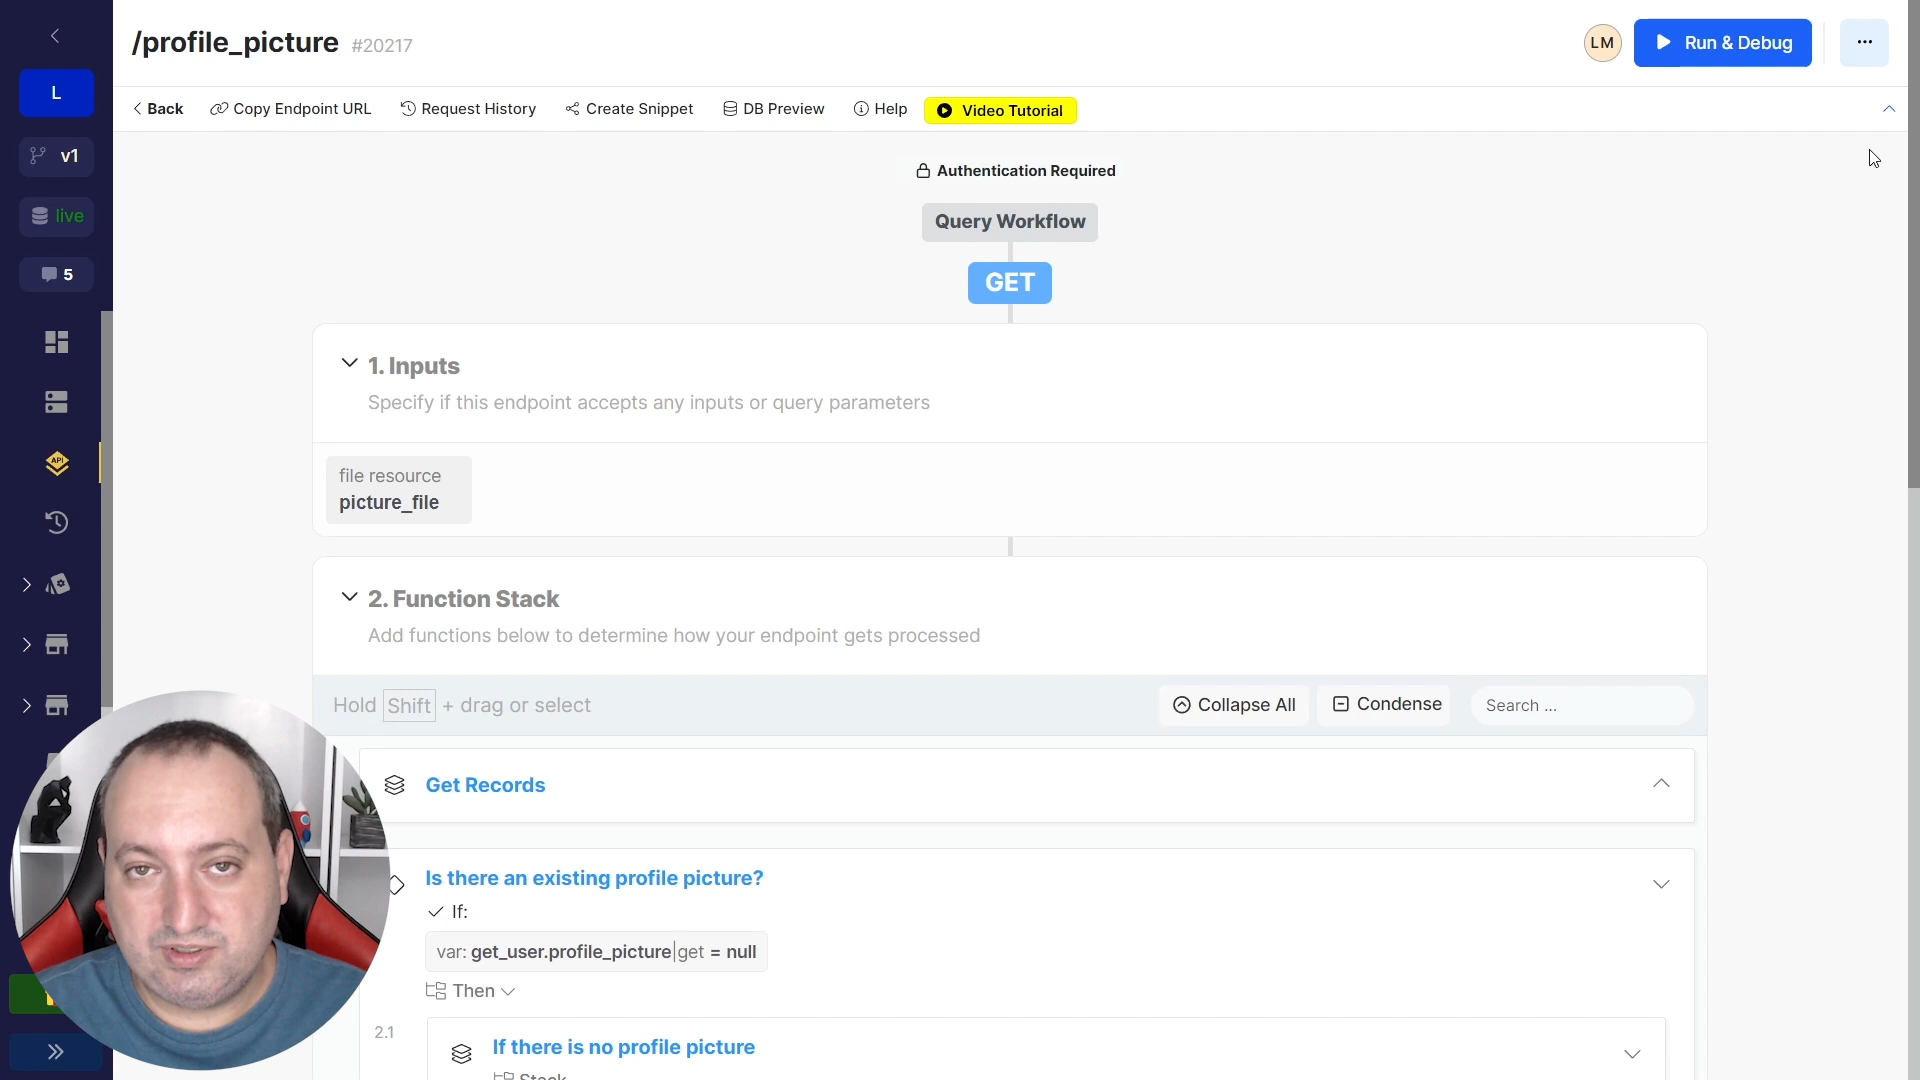 /profile_picture #20217
LM
Run & Debug
L
Back
Copy Endpoint URL
Request History
Create Snippet
DB Preview
Help
Video Tutorial
v1
live
5
API
Authentication Required
Query Workflow
GET
1. Inputs
Specify if this endpoint accepts any inputs or query parameters
file resource
picture_file
2. Function Stack
Add functions below to determine how your endpoint gets processed
Hold Shift + drag or select
Collapse All
Condense
Search ...
Get Records
Is there an existing profile picture?
If:
var: get_user.profile_picture|get = null
Then
2.1
If there is no profile picture
Stack